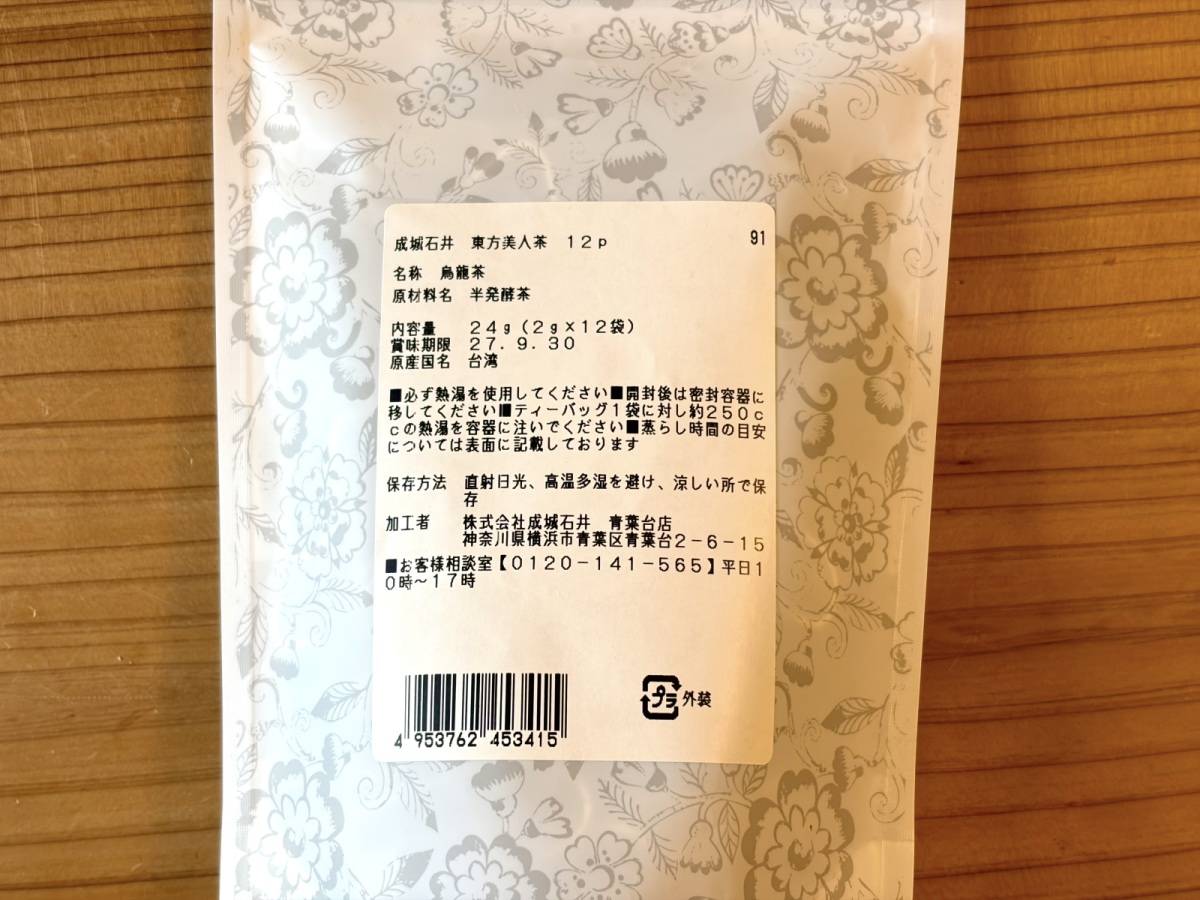 成城石井　東方美人茶　１２ｐ
91
名称　烏龍茶
原材料名　半発酵茶
内容量　２４ｇ（２ｇ×１２袋）
賞味期限　２７．９．３０
原産国名　台湾
■必ず熱湯を使用してください■開封後は密封容器に
移してください■ティーバッグ１袋に対し約２５０ｃ
ｃの熱湯を容器に注いでください■蒸らし時間の目安
については表面に記載しております
保存方法　直射日光、高温多湿を避け、涼しい所で保
存
加工者　株式会社成城石井　青葉台店
神奈川県横浜市青葉区青葉台２－６－１５
■お客様相談室【０１２０－１４１－５６５】平日１
０時～１７時
プラ 外装
4 953762 453415